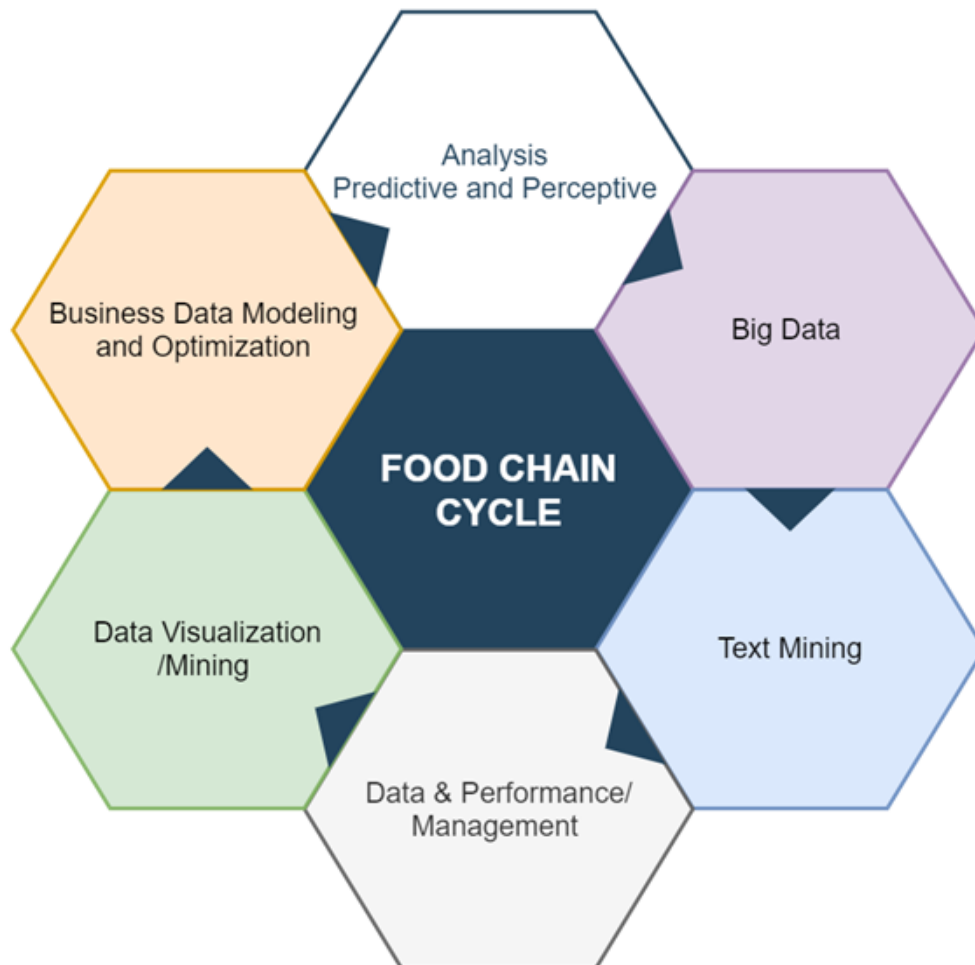 Analysis
Predictive and Perceptive
Business Data Modeling
and Optimization
Big Data
FOOD CHAIN
CYCLE
Data Visualization
/Mining
Text Mining
Data & Performance/
Management